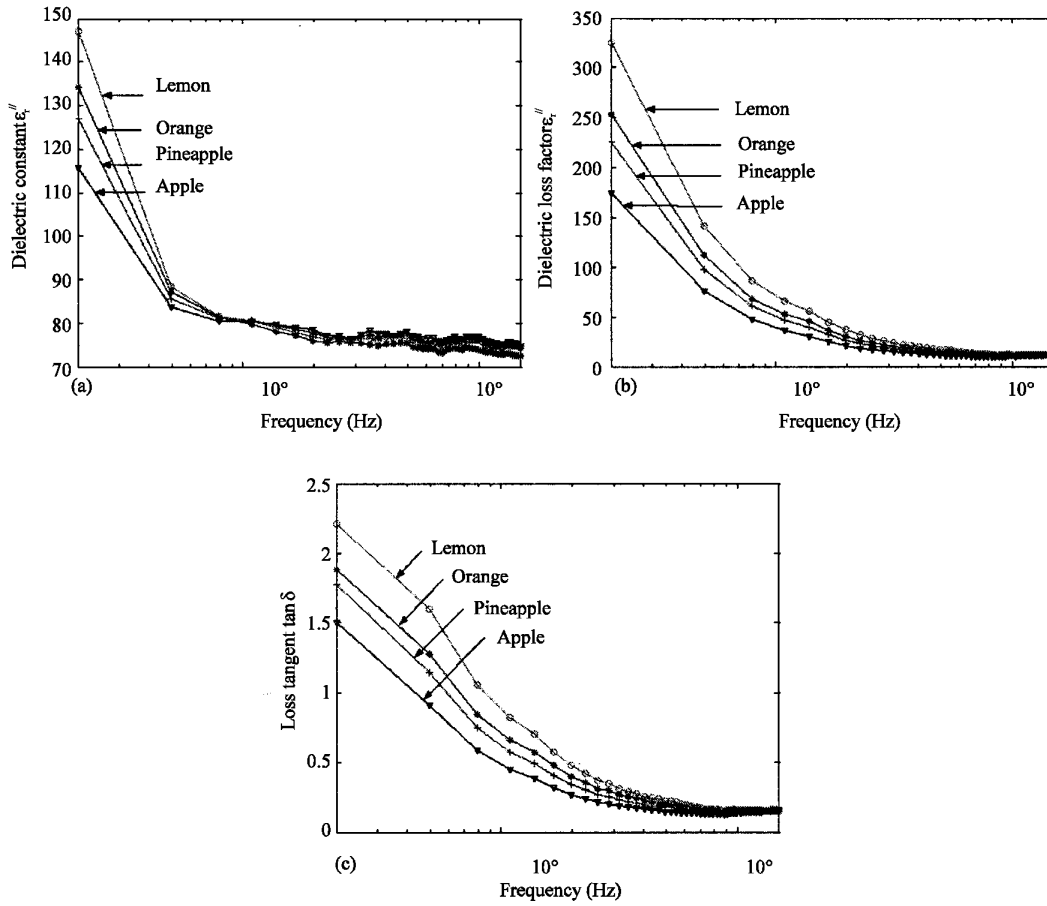 150
145
130
120
110
100
90
80
70
Dielectric constant ε_r^//
Lemon
Orange
Pineapple
Apple
(a)
10°
10°
Frequency (Hz)
350
300
250
200
150
100
50
0
Dielectric loss factorε_r^//
Lemon
Orange
Pineapple
Apple
(b)
10°
10°
Frequency (Hz)
2.5
2
1.5
1
0.5
0
Loss tangent tan δ
Lemon
Orange
Pineapple
Apple
(c)
10°
10°
Frequency (Hz)